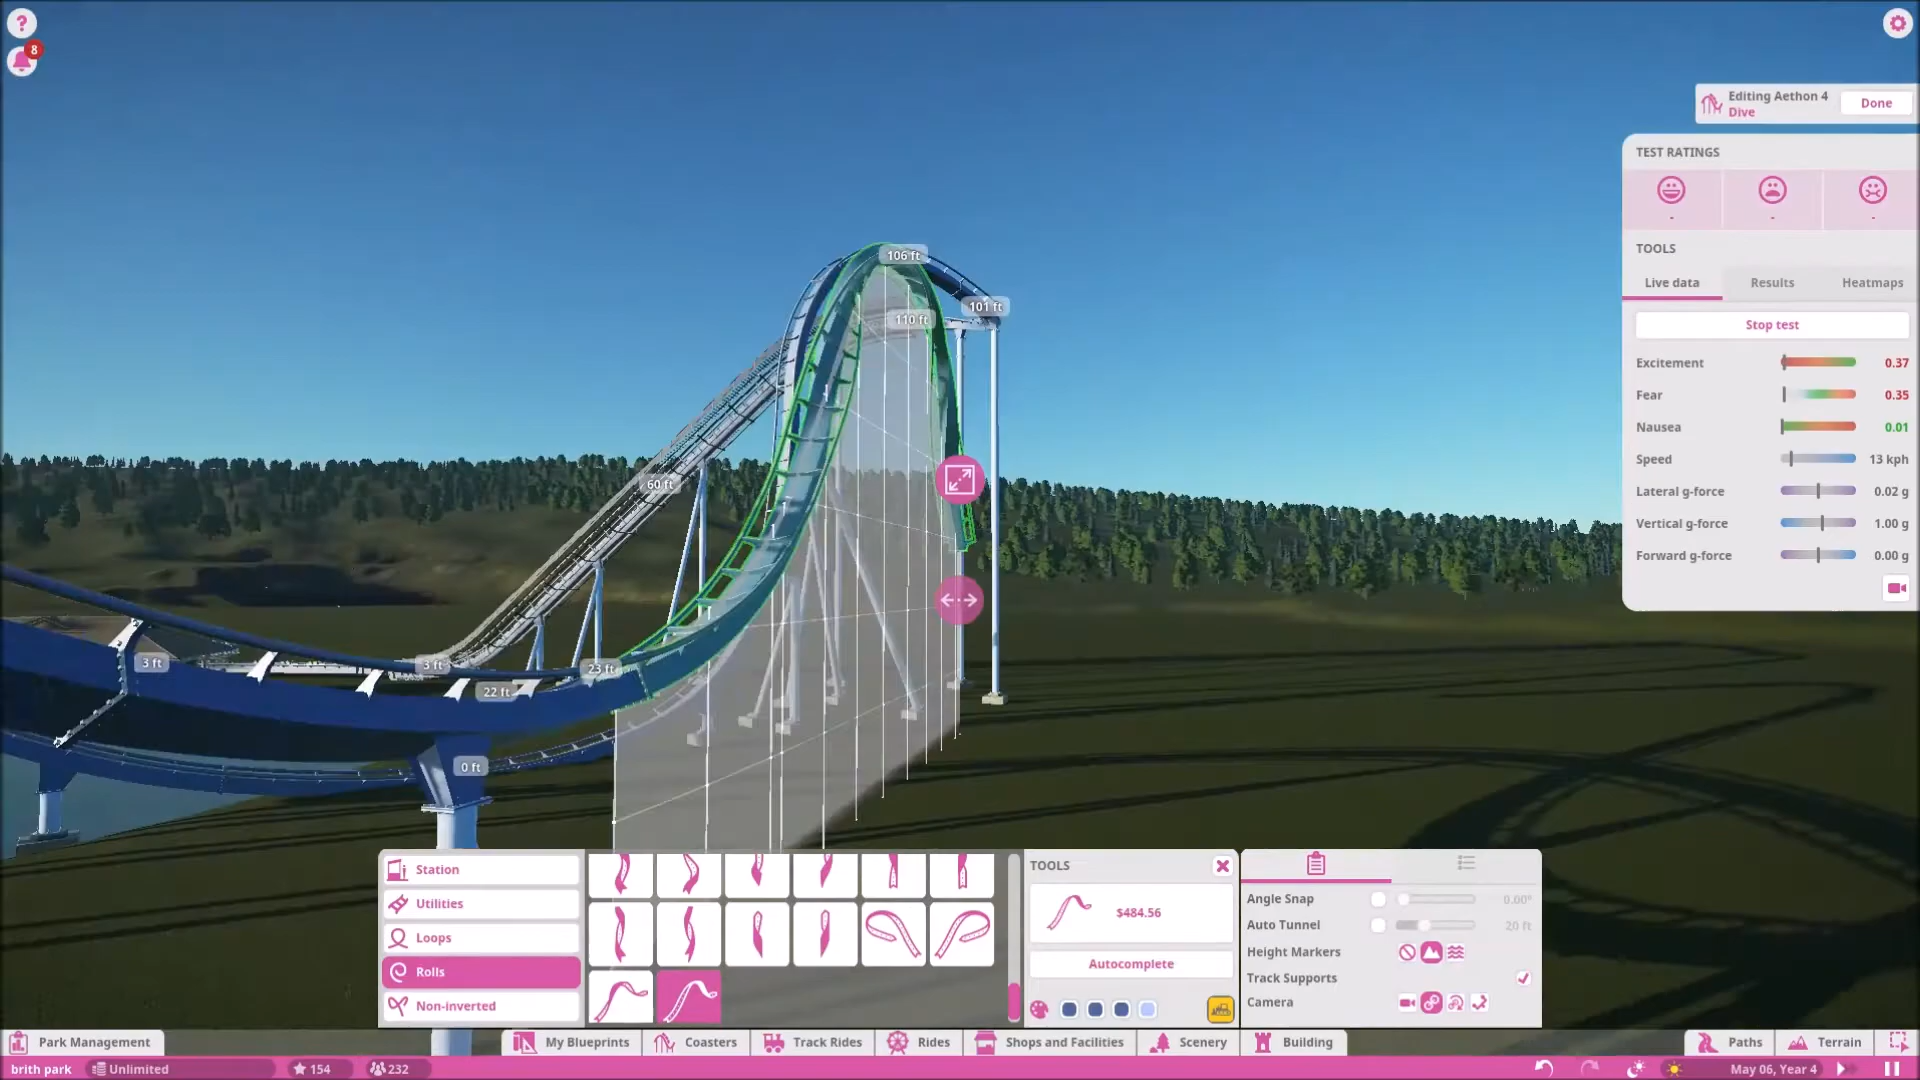 ?
8
Editing Aethon 4
Dive
Done
TEST RATINGS
- - -
TOOLS
Live data Results Heatmaps
Stop test
Excitement 0.37
Fear 0.35
Nausea 0.01
Speed 13 kph
Lateral g-force 0.02 g
Vertical g-force 1.00 g
Forward g-force 0.00 g
106 ft
101 ft
110 ft
60 ft
3 ft
3 ft
23 ft
22 ft
0 ft
Station
Utilities
Loops
Rolls
Non-inverted
TOOLS
$484.56
Autocomplete
Angle Snap 0.00°
Auto Tunnel 20 ft
Height Markers
Track Supports
Camera
Park Management
My Blueprints
Coasters
Track Rides
Rides
Shops and Facilities
Scenery
Building
Paths
Terrain
brith park Unlimited 154 232
May 06, Year 4